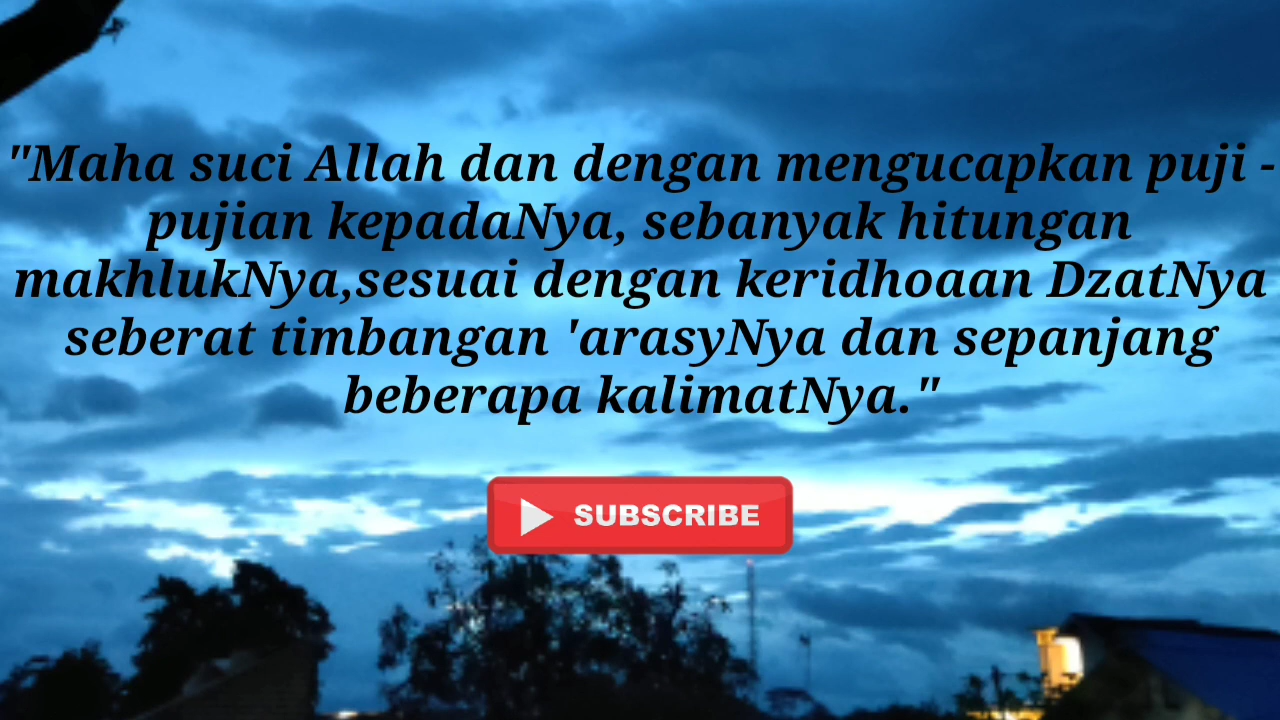 "Maha suci Allah dan dengan mengucapkan puji -
pujian kepadaNya, sebanyak hitungan
makhlukNya,sesuai dengan keridhoaan DzatNya
seberat timbangan 'arasyNya dan sepanjang
beberapa kalimatNya."
SUBSCRIBE